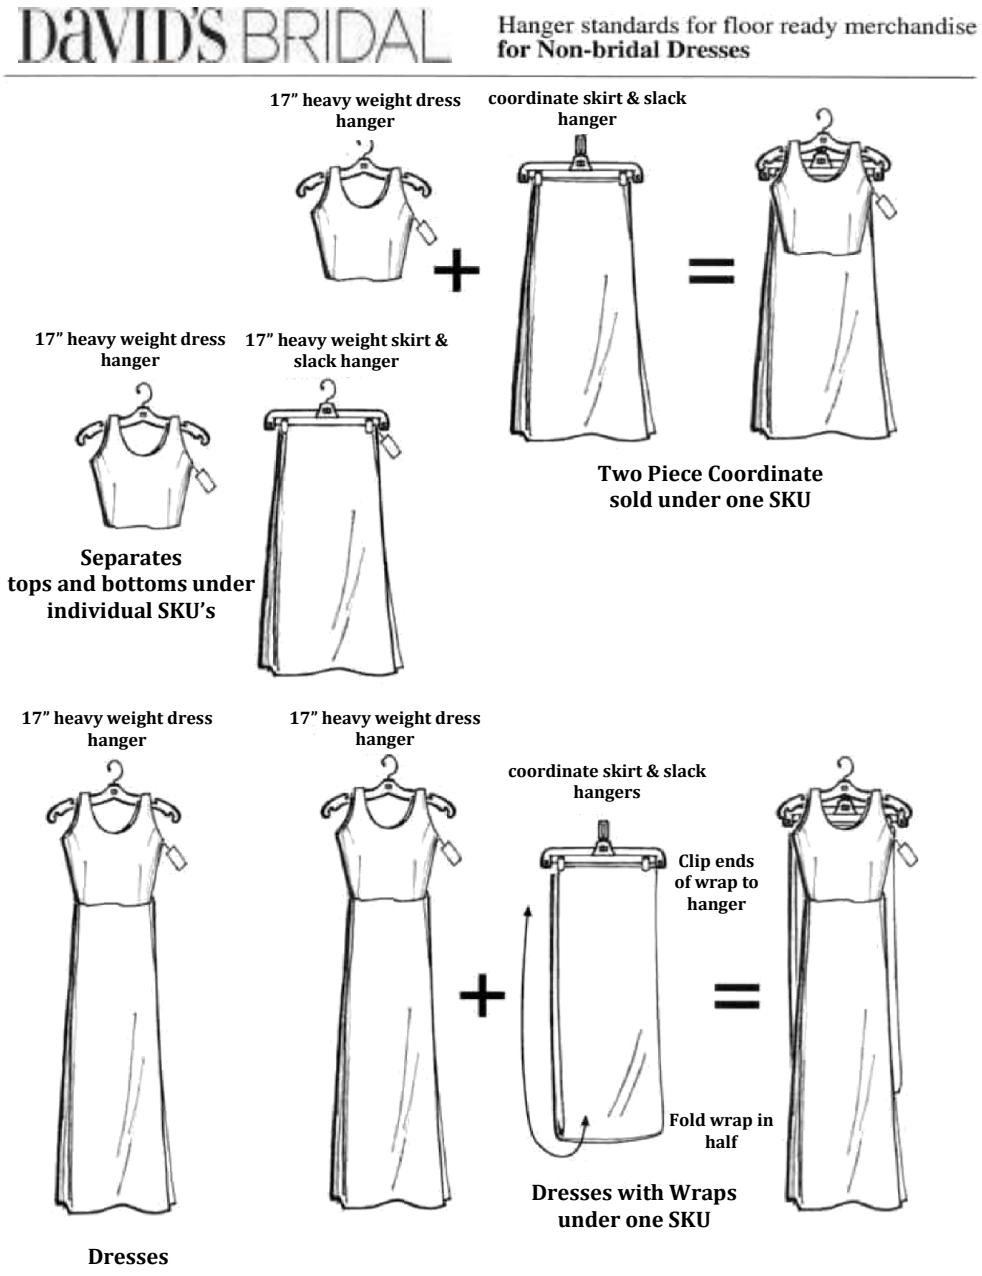 DaVID'S BRIDAL
Hanger standards for floor ready merchandise
for Non-bridal Dresses
17” heavy weight dress
hanger
coordinate skirt & slack
hanger
Two Piece Coordinate
sold under one SKU
17” heavy weight dress
hanger
17” heavy weight skirt &
slack hanger
Separates
tops and bottoms under
individual SKU’s
17” heavy weight dress
hanger
Dresses
17” heavy weight dress
hanger
coordinate skirt & slack
hangers
Clip ends
of wrap to
hanger
Fold wrap in
half
Dresses with Wraps
under one SKU